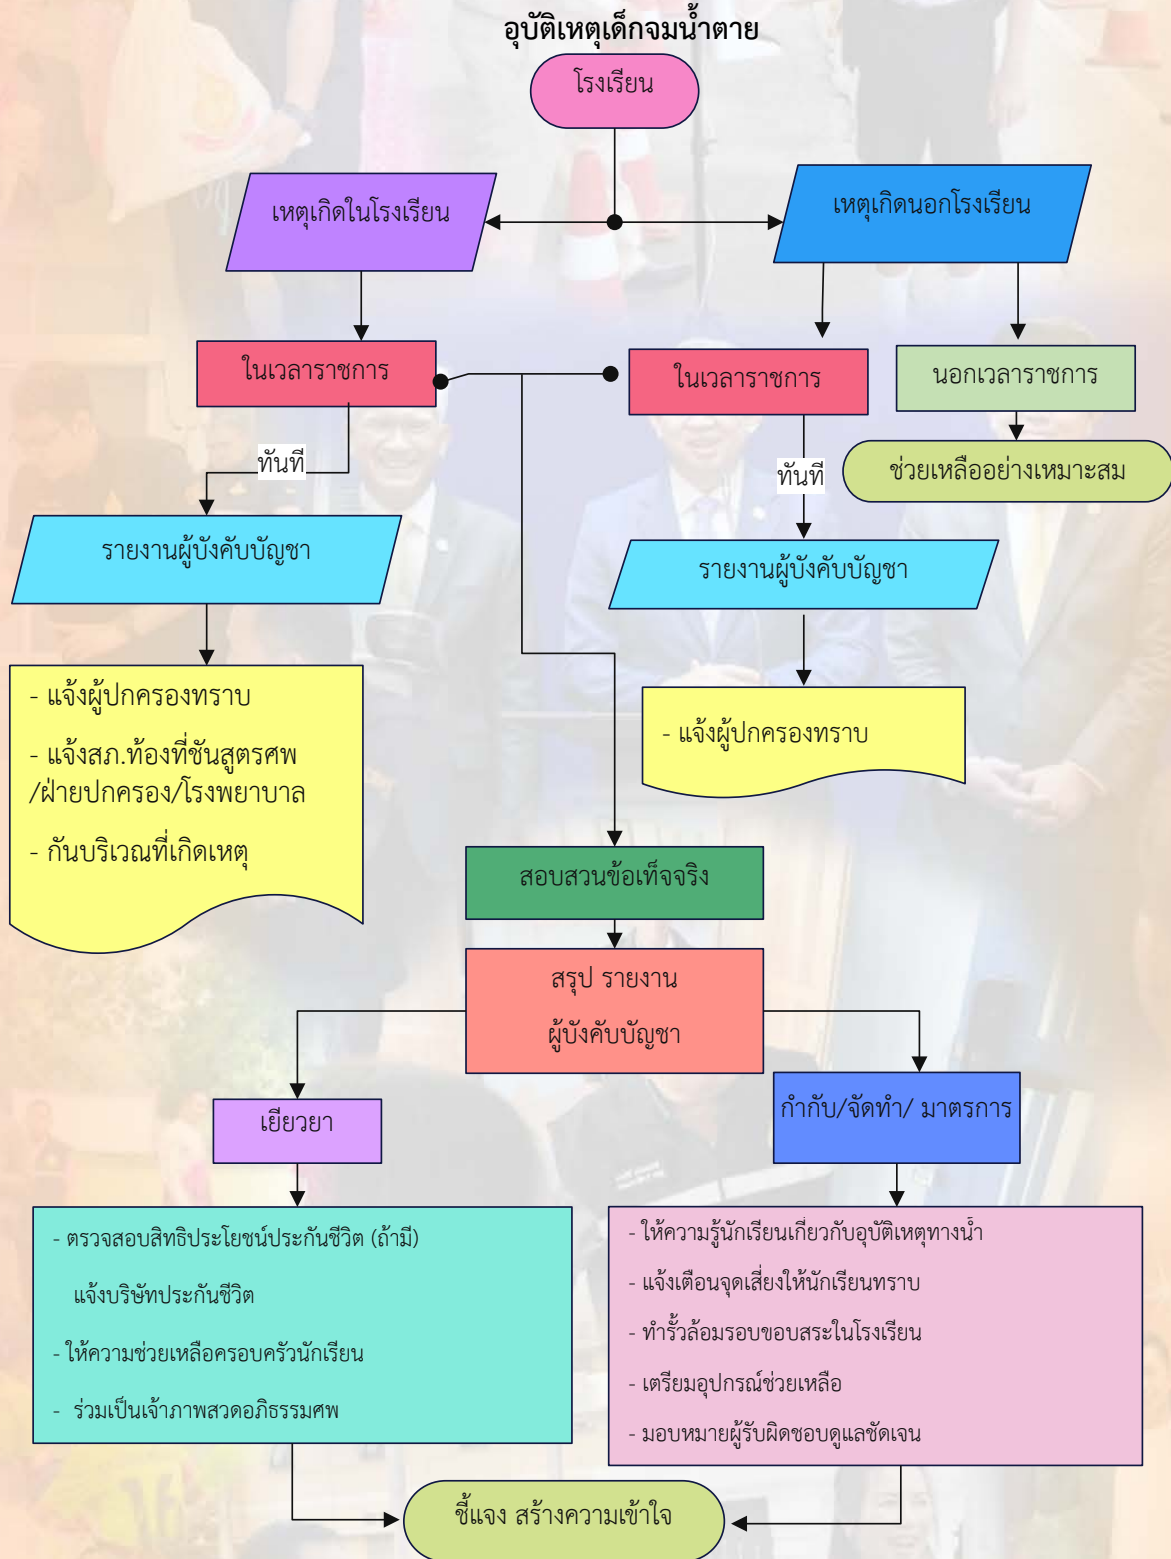 อุบัติเหตุเด็กจมน้ำตาย
โรงเรียน
เหตุเกิดในโรงเรียน
เหตุเกิดนอกโรงเรียน
ในเวลาราชการ
ในเวลาราชการ
นอกเวลาราชการ
ทันที
ทันที
ช่วยเหลืออย่างเหมาะสม
รายงานผู้บังคับบัญชา
รายงานผู้บังคับบัญชา
- แจ้งผู้ปกครองทราบ
- แจ้งสภ.ท้องที่ชันสูตรศพ
/ฝ่ายปกครอง/โรงพยาบาล
- กันบริเวณที่เกิดเหตุ
- แจ้งผู้ปกครองทราบ
สอบสวนข้อเท็จจริง
สรุป รายงาน
ผู้บังคับบัญชา
เยียวยา
กำกับ/จัดทำ/ มาตรการ
- ตรวจสอบสิทธิประโยชน์ประกันชีวิต (ถ้ามี)
แจ้งบริษัทประกันชีวิต
- ให้ความช่วยเหลือครอบครัวนักเรียน
- ร่วมเป็นเจ้าภาพสวดอภิธรรมศพ
- ให้ความรู้นักเรียนเกี่ยวกับอุบัติเหตุทางน้ำ
- แจ้งเตือนจุดเสี่ยงให้นักเรียนทราบ
- ทำรั้วล้อมรอบขอบสระในโรงเรียน
- เตรียมอุปกรณ์ช่วยเหลือ
- มอบหมายผู้รับผิดชอบดูแลชัดเจน
ชี้แจง สร้างความเข้าใจ